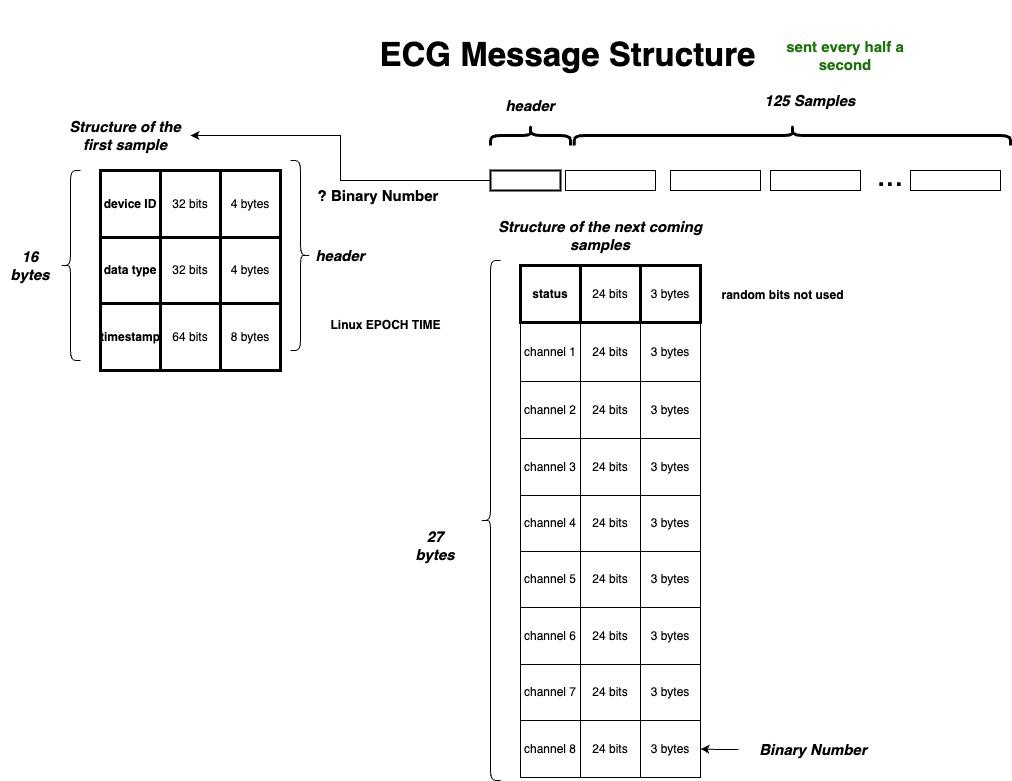 ECG Message Structure
sent every half a
second
header
125 Samples
Structure of the
first sample
? Binary Number
...
device ID 32 bits 4 bytes
data type 32 bits 4 bytes
timestamp 64 bits 8 bytes
16
bytes
header
Linux EPOCH TIME
Structure of the next coming
samples
status 24 bits 3 bytes
random bits not used
channel 1 24 bits 3 bytes
channel 2 24 bits 3 bytes
channel 3 24 bits 3 bytes
channel 4 24 bits 3 bytes
channel 5 24 bits 3 bytes
channel 6 24 bits 3 bytes
channel 7 24 bits 3 bytes
channel 8 24 bits 3 bytes
27
bytes
Binary Number